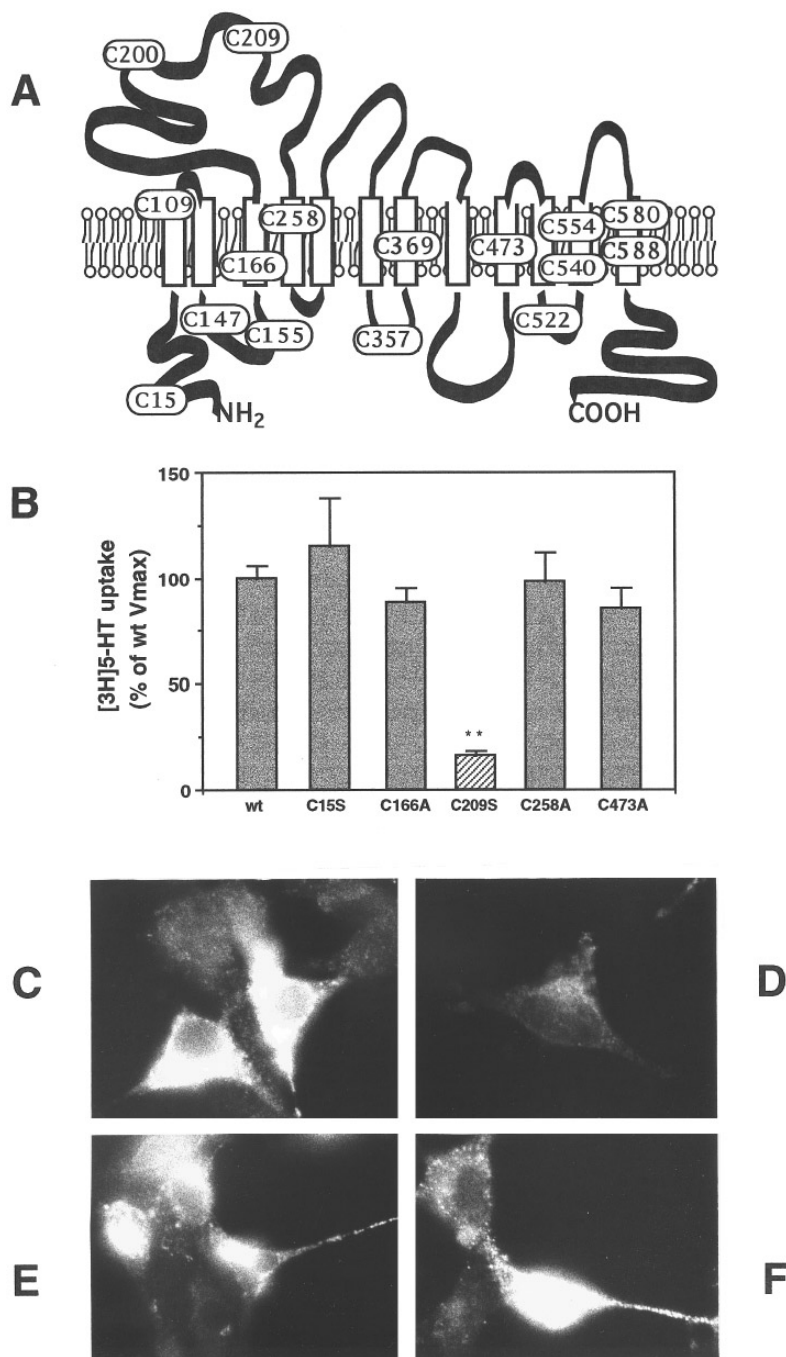 A
C200
C209
C109
C258
C166
C369
C473
C554
C580
C540
C588
C147
C155
C357
C522
C15
NH2
COOH
B
[3H]5-HT uptake
(% of wt Vmax)
150
100
50
0
**
wt
C15S
C166A
C209S
C258A
C473A
C
D
E
F